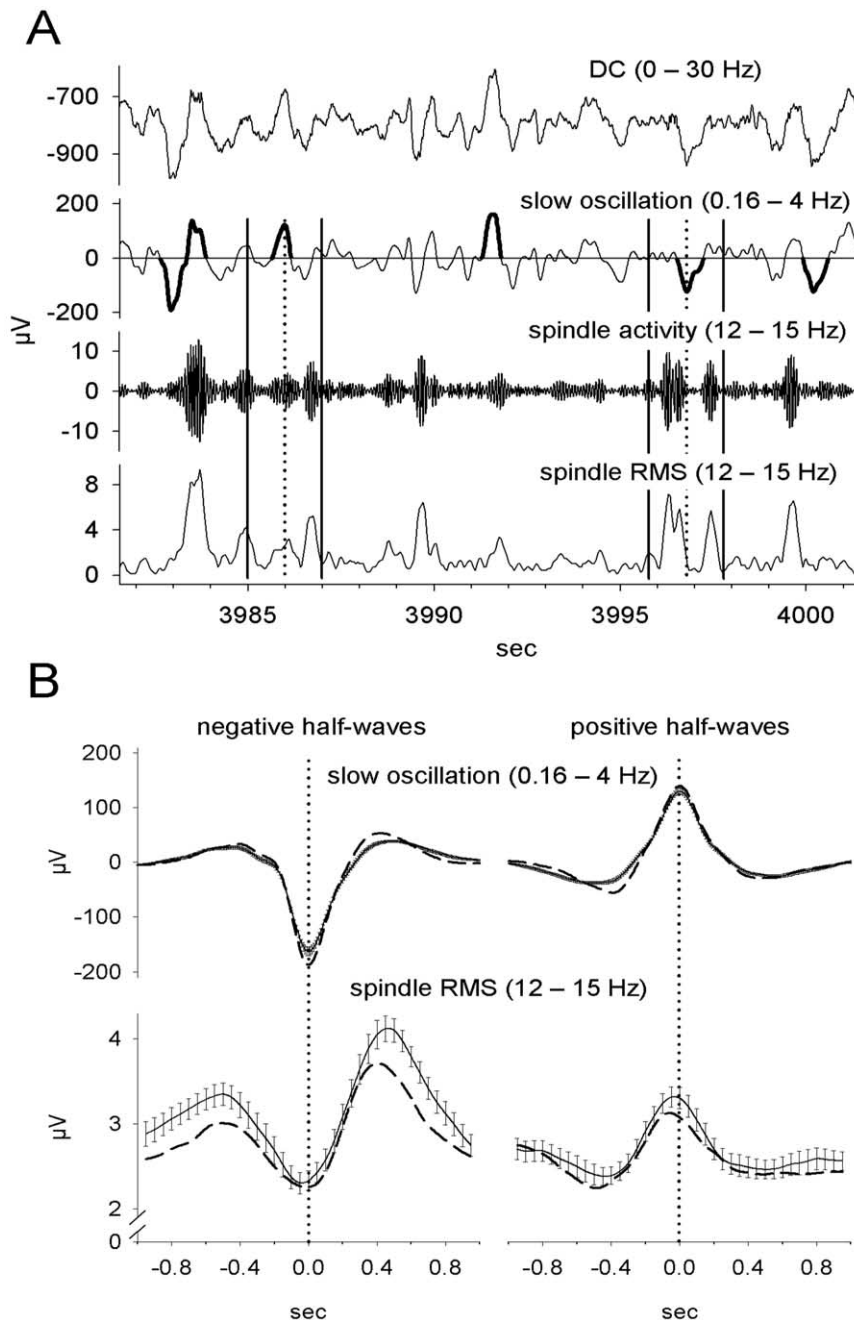 A
DC (0 – 30 Hz)
-700
-900
slow oscillation (0.16 – 4 Hz)
200
0
-200
µV
spindle activity (12 – 15 Hz)
10
0
-10
spindle RMS (12 – 15 Hz)
8
4
0
3985 3990 3995 4000
sec
B
negative half-waves positive half-waves
200
slow oscillation (0.16 – 4 Hz)
100
µV
0
-100
-200
spindle RMS (12 – 15 Hz)
4
µV
3
2
0
-0.8 -0.4 0.0 0.4 0.8 -0.8 -0.4 0.0 0.4 0.8
sec sec